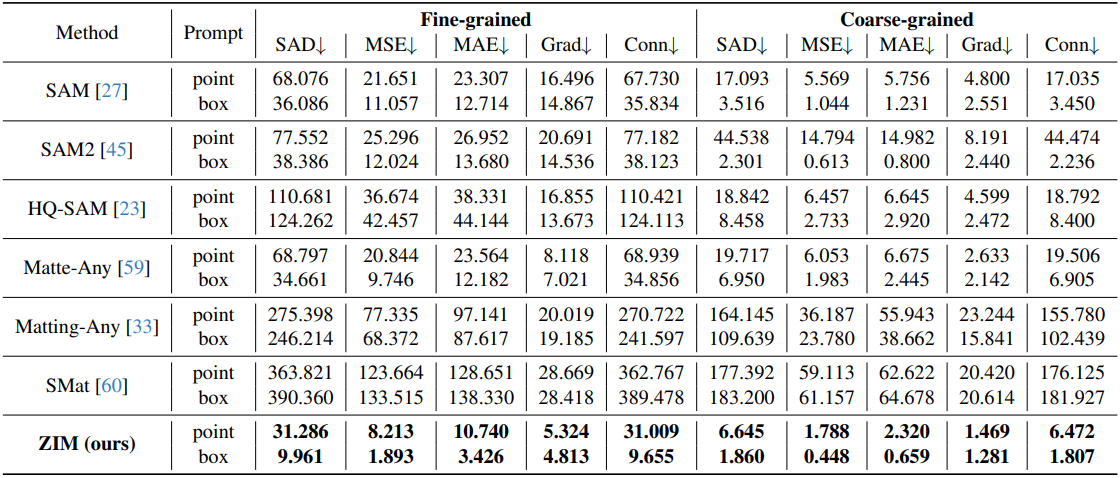 Method Prompt Fine-grained Coarse-grained
SAD↓ MSE↓ MAE↓ Grad↓ Conn↓ SAD↓ MSE↓ MAE↓ Grad↓ Conn↓
SAM [27] point 68.076 21.651 23.307 16.496 67.730 17.093 5.569 5.756 4.800 17.035
box 36.086 11.057 12.714 14.867 35.834 3.516 1.044 1.231 2.551 3.450
SAM2 [45] point 77.552 25.296 26.952 20.691 77.182 44.538 14.794 14.982 8.191 44.474
box 38.386 12.024 13.680 14.536 38.123 2.301 0.613 0.800 2.440 2.236
HQ-SAM [23] point 110.681 36.674 38.331 16.855 110.421 18.842 6.457 6.645 4.599 18.792
box 124.262 42.457 44.144 13.673 124.113 8.458 2.733 2.920 2.472 8.400
Matte-Any [59] point 68.797 20.844 23.564 8.118 68.939 19.717 6.053 6.675 2.633 19.506
box 34.661 9.746 12.182 7.021 34.856 6.950 1.983 2.445 2.142 6.905
Matting-Any [33] point 275.398 77.335 97.141 20.019 270.722 164.145 36.187 55.943 23.244 155.780
box 246.214 68.372 87.617 19.185 241.597 109.639 23.780 38.662 15.841 102.439
SMat [60] point 363.821 123.664 128.651 28.669 362.767 177.392 59.113 62.622 20.420 176.125
box 390.360 133.515 138.330 28.418 389.478 183.200 61.157 64.678 20.614 181.927
ZIM (ours) point 31.286 8.213 10.740 5.324 31.009 6.645 1.788 2.320 1.469 6.472
box 9.961 1.893 3.426 4.813 9.655 1.860 0.448 0.659 1.281 1.807